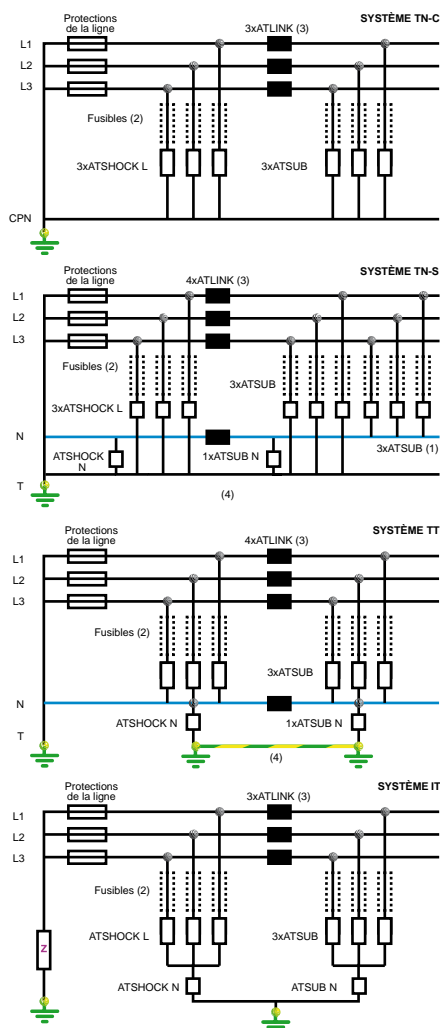 SYSTÈME TN-C
Protections
de la ligne
3xATLINK (3)
L1
L2
L3
Fusibles (2)
3xATSHOCK L
3xATSUB
CPN
SYSTÈME TN-S
Protections
de la ligne
4xATLINK (3)
L1
L2
L3
Fusibles (2)
3xATSUB
3xATSHOCK L
N
3xATSUB (1)
ATSHOCK
N
1xATSUB N
T
(4)
SYSTÈME TT
Protections
de la ligne
4xATLINK (3)
L1
L2
L3
Fusibles (2)
3xATSUB
N
ATSHOCK N
1xATSUB N
T
(4)
SYSTÈME IT
Protections
de la ligne
3xATLINK (3)
L1
L2
L3
Fusibles (2)
ATSHOCK L
3xATSUB
Z
ATSHOCK N
ATSUB N